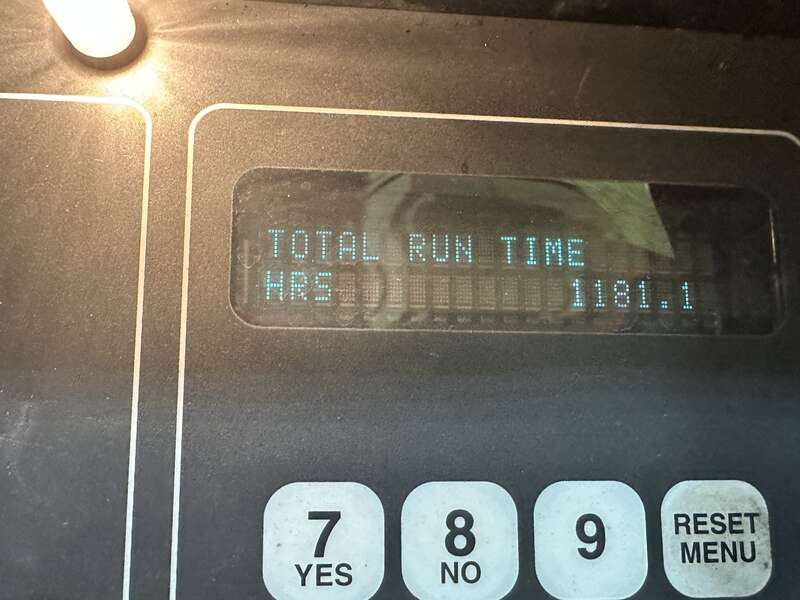 TOTAL RUN TIME
HRS 1181.1
7 8 9 RESET
YES NO MENU